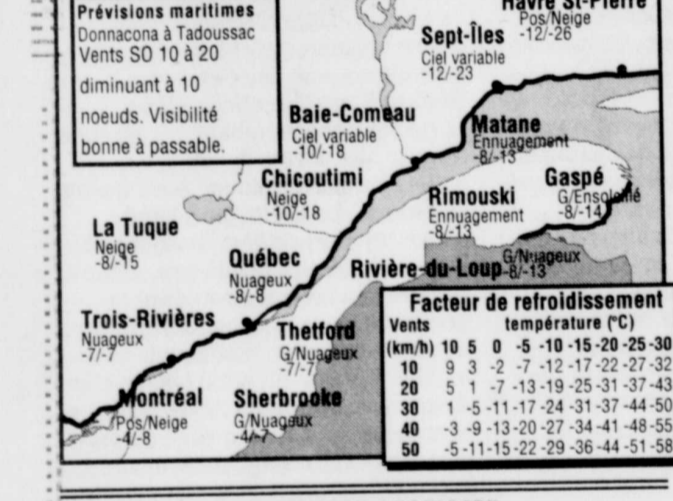 Prévisions maritimes
Donnacona à Tadoussac
Vents SO 10 à 20
diminuant à 10
noeuds. Visibilité
bonne à passable.
Havre St-Pierre
Pos/Neige
-12/-26
Sept-Îles
Ciel variable
-12/-23
Baie-Comeau
Ciel variable
-10/-18
Matane
Ennuagement
-8/-13
Chicoutimi
Neige
-10/-18
Rimouski
Ennuagement
-8/-13
Gaspé
G/Ensoleillé
-8/-14
La Tuque
Neige
-8/-15
Québec
Nuageux
-8/-8
Rivière-du-Loup
G/Nuageux
-8/-13
Trois-Rivières
Nuageux
-7/-7
Thetford
G/Nuageux
-7/-7
Montréal
Pos/Neige
-4/-8
Sherbrooke
G/Nuageux
-4/-7
Facteur de refroidissement
Vents température (°C)
(km/h) 10 5 0 -5 -10 -15 -20 -25 -30
10 9 3 -2 -7 -12 -17 -22 -27 -32
20 5 1 -7 -13 -19 -25 -31 -37 -43
30 1 -5 -11 -17 -24 -31 -37 -44 -50
40 -3 -9 -13 -20 -27 -34 -41 -48 -55
50 -5 -11 -15 -22 -29 -36 -44 -51 -58